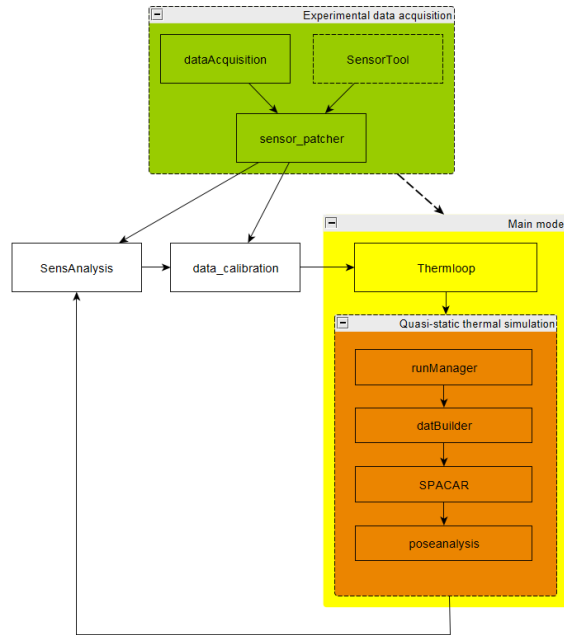 Experimental data acquisition
dataAcquisition
SensorTool
sensor_patcher
Main mode
SensAnalysis
data_calibration
Thermloop
Quasi-static thermal simulation
runManager
datBuilder
SPACAR
poseanalysis